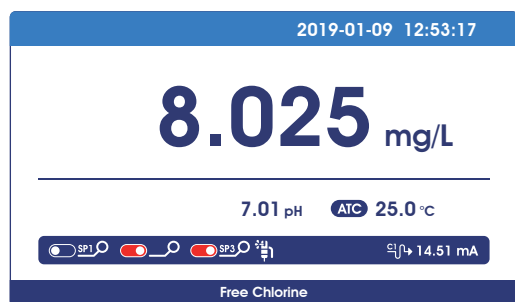 2019-01-09 12:53:17
8.025 mg/L
7.01 pH ATC 25.0 °C
SP1 SP3 Cl 14.51 mA
Free Chlorine